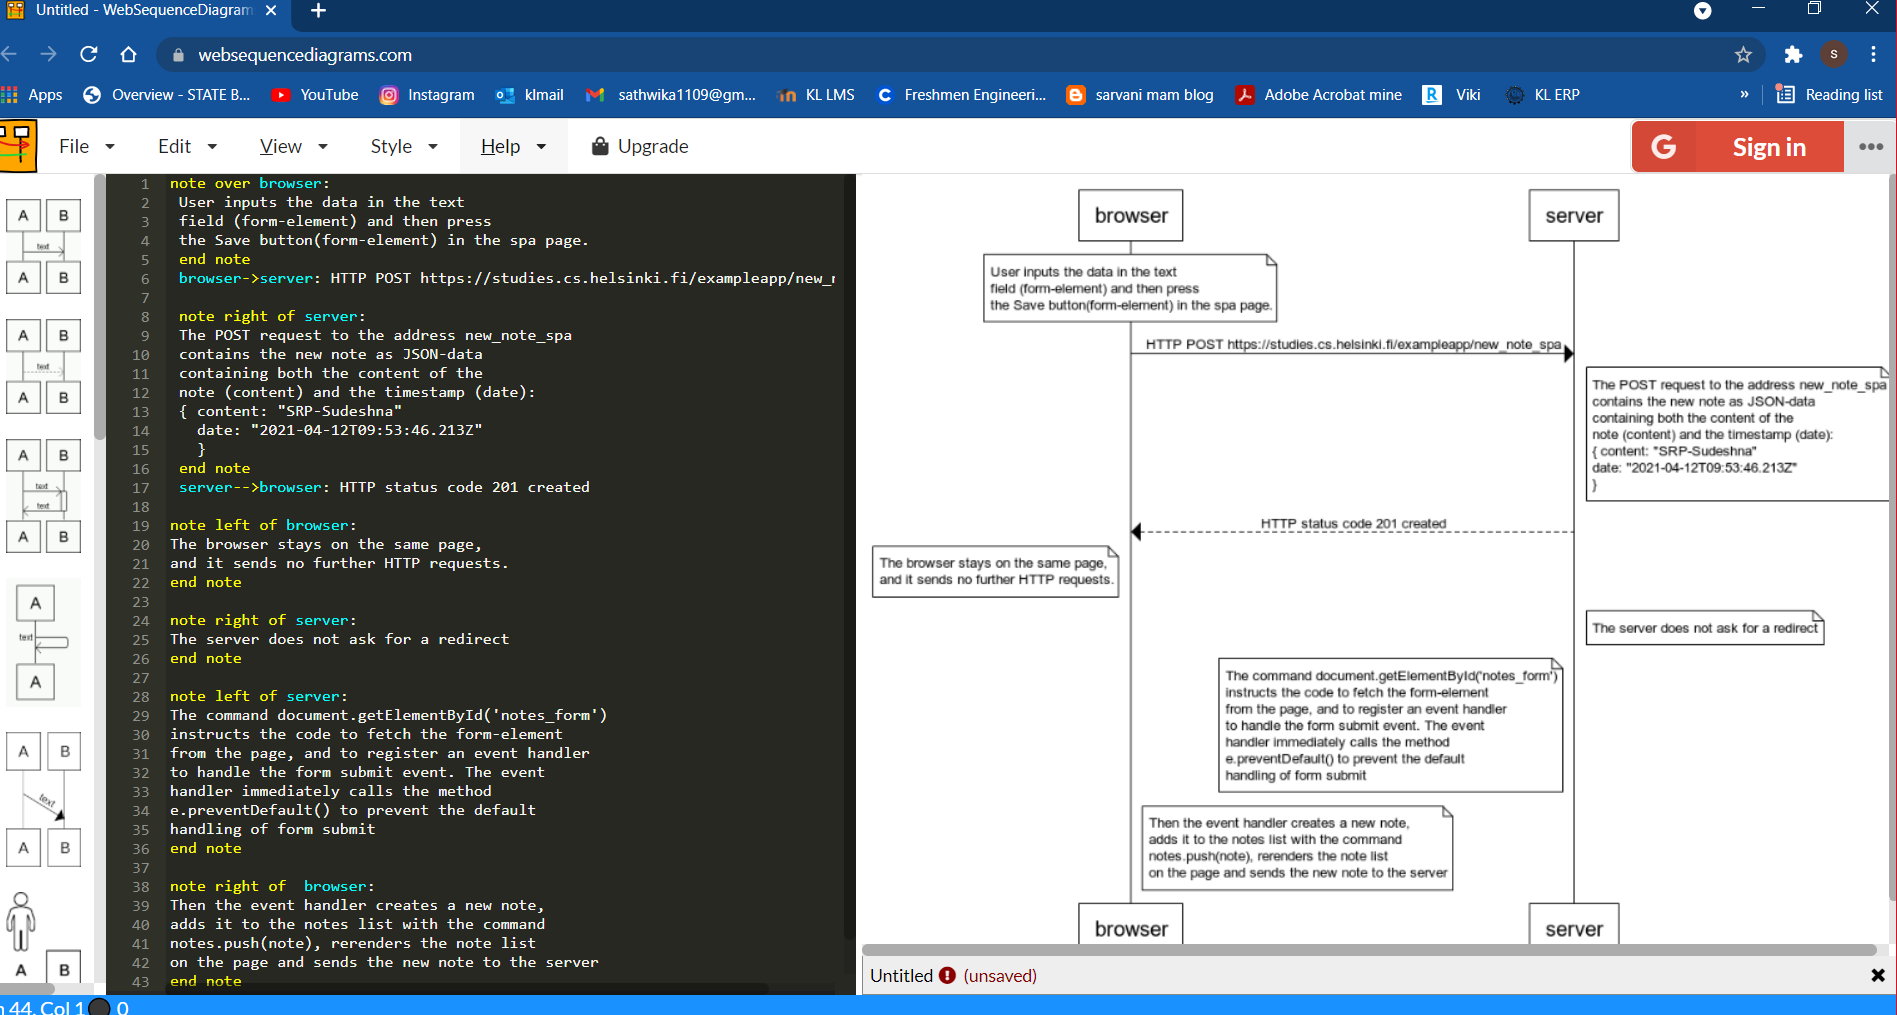 Untitled - WebSequenceDiagram
websequencediagrams.com
S
Apps
Overview - STATE B...
YouTube
Instagram
klmail
sathwika1109@gm...
KL LMS
Freshmen Engineeri...
sarvani mam blog
Adobe Acrobat mine
R Viki
KL ERP
»
Reading list
File
Edit
View
Style
Help
Upgrade
G Sign in
A B
text
A B
A B
text
A B
A B
text
text
A B
A
text
A
A B
text
A B
A B
1 note over browser:
2 User inputs the data in the text
3 field (form-element) and then press
4 the Save button(form-element) in the spa page.
5 end note
6 browser->server: HTTP POST https://studies.cs.helsinki.fi/exampleapp/new_
7
8 note right of server:
9 The POST request to the address new_note_spa
10 contains the new note as JSON-data
11 containing both the content of the
12 note (content) and the timestamp (date):
13 { content: "SRP-Sudeshna"
14 date: "2021-04-12T09:53:46.213Z"
15 }
16 end note
17 server-->browser: HTTP status code 201 created
18
19 note left of browser:
20 The browser stays on the same page,
21 and it sends no further HTTP requests.
22 end note
23
24 note right of server:
25 The server does not ask for a redirect
26 end note
27
28 note left of server:
29 The command document.getElementById('notes_form')
30 instructs the code to fetch the form-element
31 from the page, and to register an event handler
32 to handle the form submit event. The event
33 handler immediately calls the method
34 e.preventDefault() to prevent the default
35 handling of form submit
36 end note
37
38 note right of  browser:
39 Then the event handler creates a new note,
40 adds it to the notes list with the command
41 notes.push(note), rerenders the note list
42 on the page and sends the new note to the server
43 end note
browser
server
User inputs the data in the text
field (form-element) and then press
the Save button(form-element) in the spa page.
HTTP POST https://studies.cs.helsinki.fi/exampleapp/new_note_spa
The POST request to the address new_note_spa
contains the new note as JSON-data
containing both the content of the
note (content) and the timestamp (date):
{ content: "SRP-Sudeshna"
date: "2021-04-12T09:53:46.213Z"
}
HTTP status code 201 created
The browser stays on the same page,
and it sends no further HTTP requests.
The server does not ask for a redirect
The command document.getElementById('notes_form')
instructs the code to fetch the form-element
from the page, and to register an event handler
to handle the form submit event. The event
handler immediately calls the method
e.preventDefault() to prevent the default
handling of form submit
Then the event handler creates a new note,
adds it to the notes list with the command
notes.push(note), rerenders the note list
on the page and sends the new note to the server
browser
server
Untitled (unsaved)
44, Col 1 0